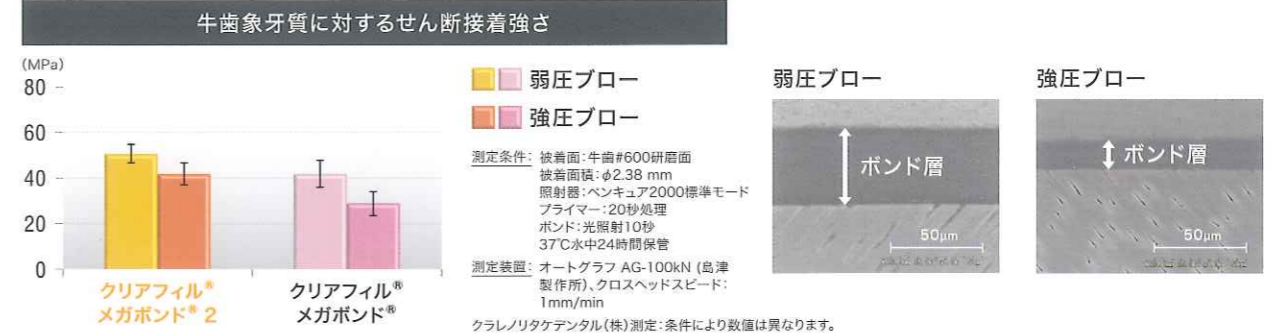 牛歯象牙質に対するせん断接着強さ
(MPa)
80
60
40
20
0
クリアフィル®
メガボンド® 2
クリアフィル®
メガボンド®
弱圧ブロー
強圧ブロー
測定条件：被着面：牛歯#600研磨面
被着面積：φ2.38 mm
照射器：ペンキュア2000標準モード
プライマー：20秒処理
ボンド：光照射10秒
37℃水中24時間保管
測定装置：オートグラフ AG-100kN (島津
製作所)、クロスヘッドスピード：
1mm/min
クラレノリタケデンタル(株)測定：条件により数値は異なります。
弱圧ブロー
ボンド層
50μm
強圧ブロー
ボンド層
50μm